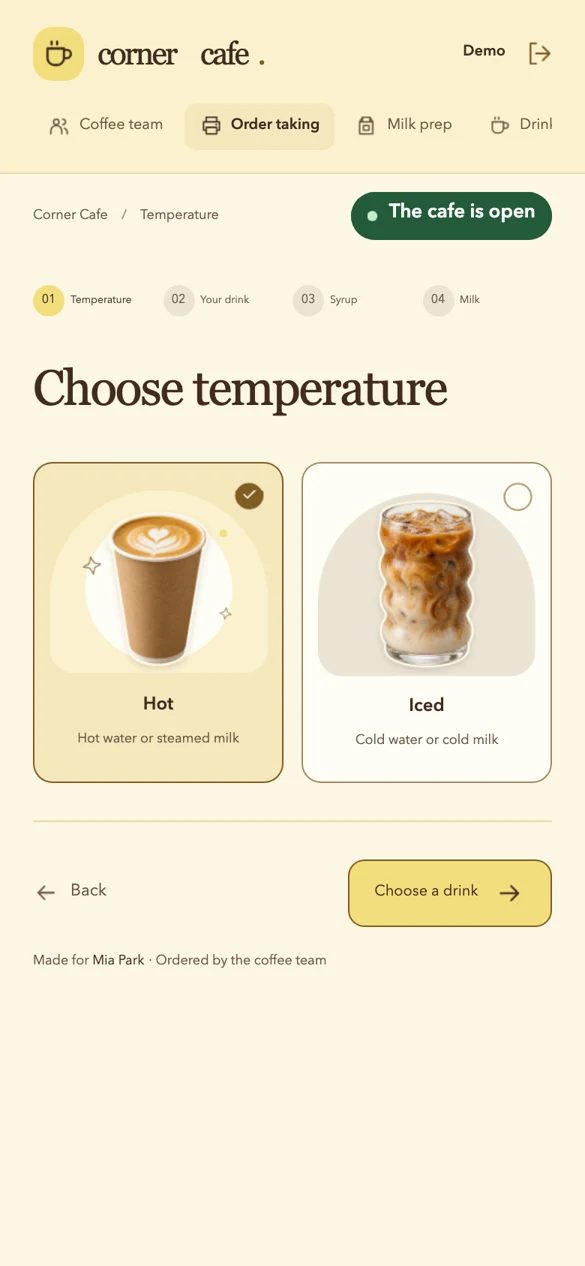 corner cafe .
Demo
Coffee team
Order taking
Milk prep
Drink
Corner Cafe / Temperature
The cafe is open
01 Temperature
02 Your drink
03 Syrup
04 Milk
Choose temperature
Hot
Hot water or steamed milk
Iced
Cold water or cold milk
Back
Choose a drink
Made for Mia Park · Ordered by the coffee team